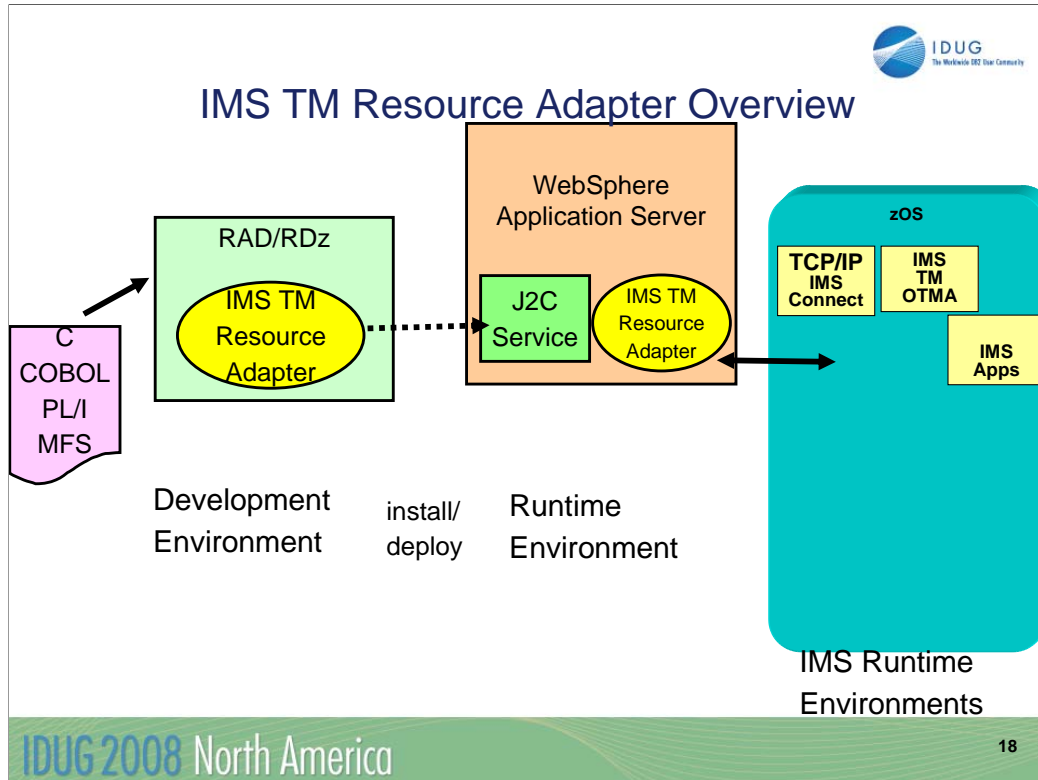 IDUG
The Worldwide DB2 User Community
IMS TM Resource Adapter Overview
C
COBOL
PL/I
MFS
RAD/RDz
IMS TM
Resource
Adapter
WebSphere
Application Server
J2C
Service
IMS TM
Resource
Adapter
zOS
TCP/IP
IMS
Connect
IMS
TM
OTMA
IMS
Apps
Development
Environment
install/
deploy
Runtime
Environment
IMS Runtime
Environments
IDUG 2008 North America
18